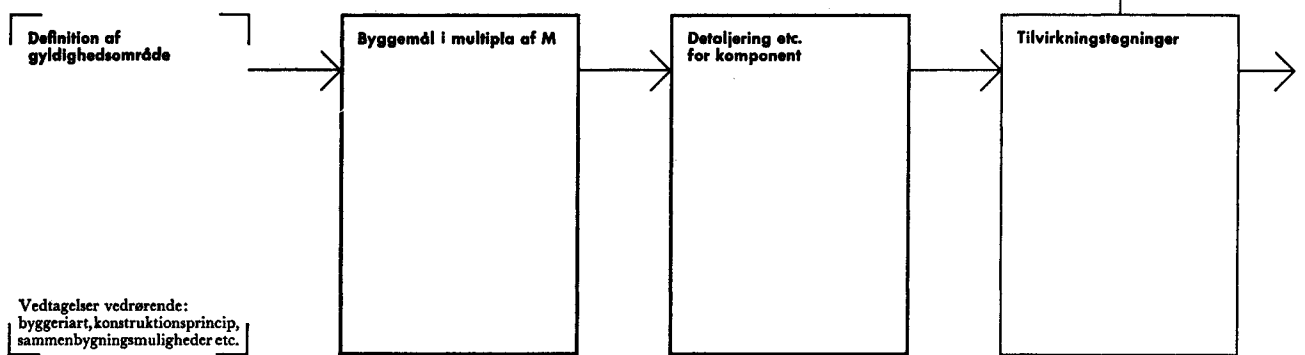 Definition af
gyldighedsområde
Byggemål i multipla af M
Detaljering etc.
for komponent
Tilvirkningstegninger
Vedtagelser vedrørende:
byggeriart, konstruktionsprincip,
sammenbygningsmuligheder etc.